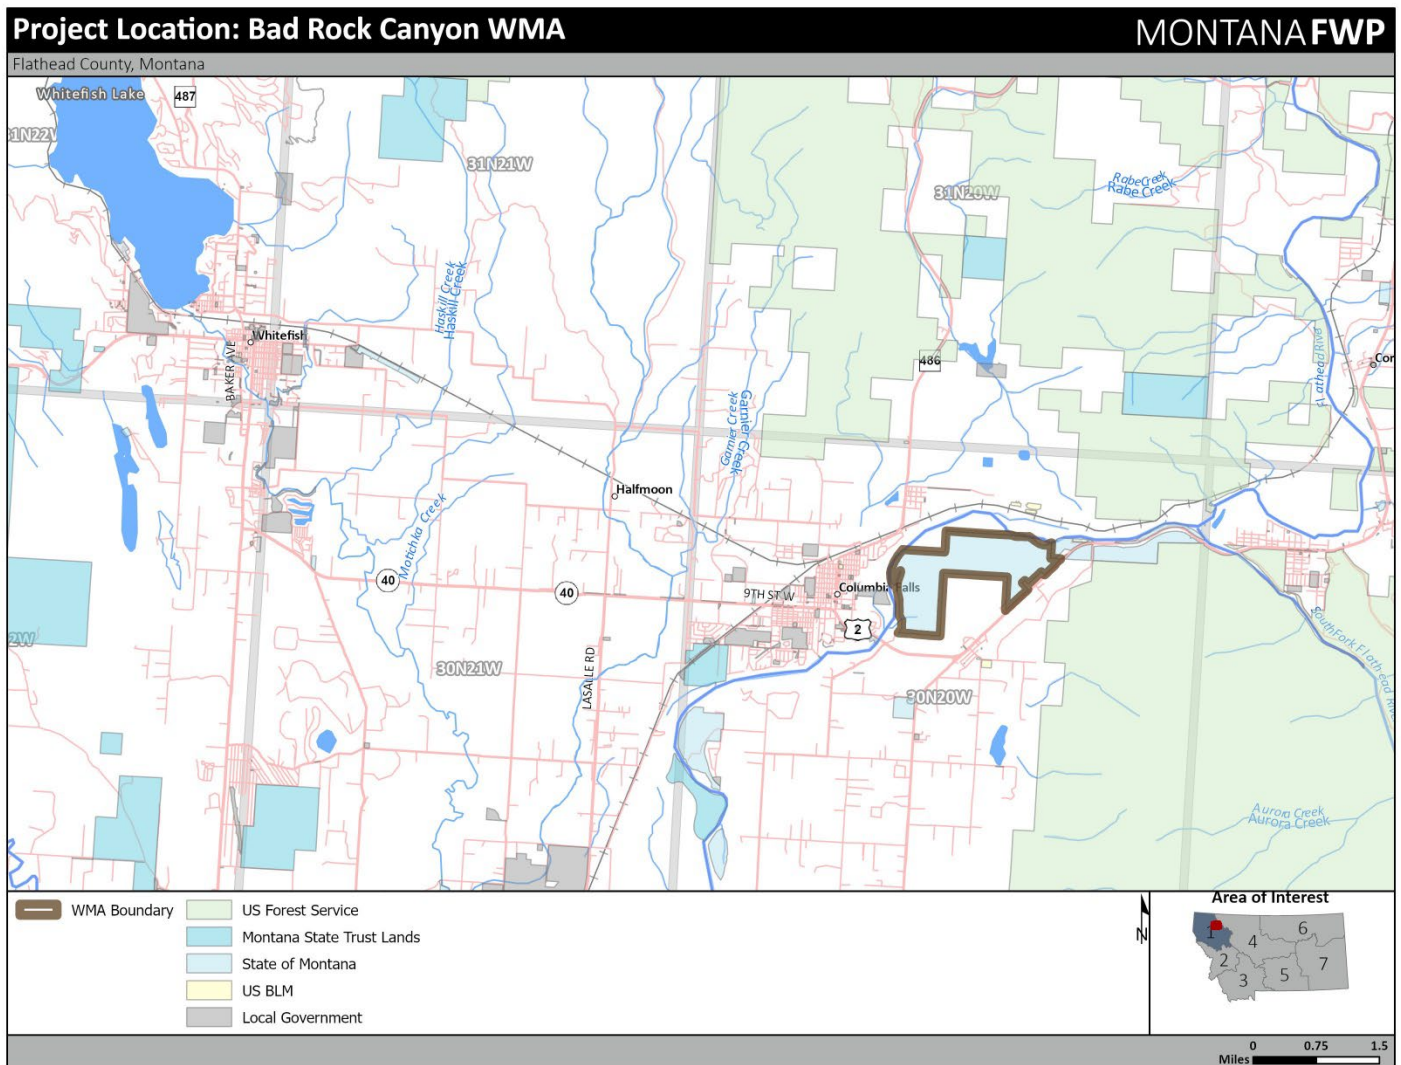 Project Location: Bad Rock Canyon WMA
MONTANA FWP
Flathead County, Montana
Whitefish Lake
487
31N21W
31N20W
Rabe Creek
Rabe Creek
Haskill Creek
Haskill Creek
Whitefish
BAKER AVE
486
Flathead River
Garnier Creek
Garnier Creek
Halfmoon
Motichka Creek
40
40
9TH ST W
Columbia Falls
2
South Fork Flathead River
30N21W
LASALLE RD
30N20W
Aurora Creek
Aurora Creek
WMA Boundary
US Forest Service
Montana State Trust Lands
State of Montana
US BLM
Local Government
N
Area of Interest
1
2
3
4
5
6
7
0 0.75 1.5
Miles